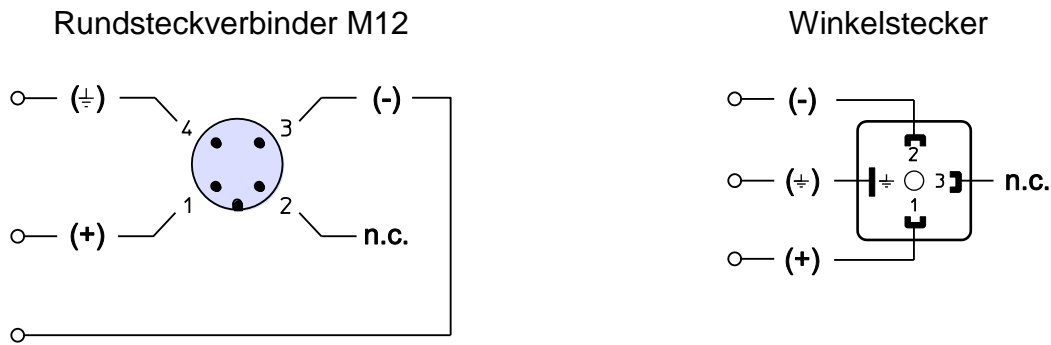 Rundsteckverbinder M12
(⏚) 4 3 (-)
1 2
(+) n.c.
Winkelstecker
(-)
2
(⏚) ⏚ 3 n.c.
1
(+)